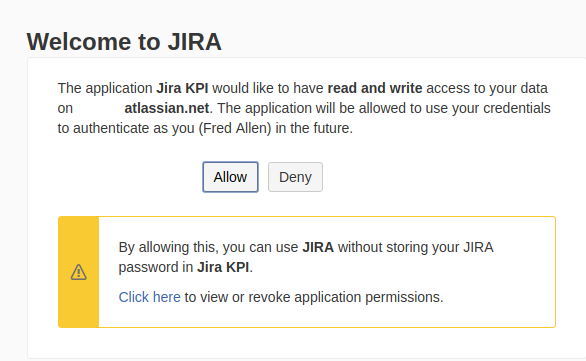 Welcome to JIRA
The application Jira KPI would like to have read and write access to your data
on atlassian.net. The application will be allowed to use your credentials
to authenticate as you (Fred Allen) in the future.
Allow Deny
By allowing this, you can use JIRA without storing your JIRA
password in Jira KPI.
Click here to view or revoke application permissions.